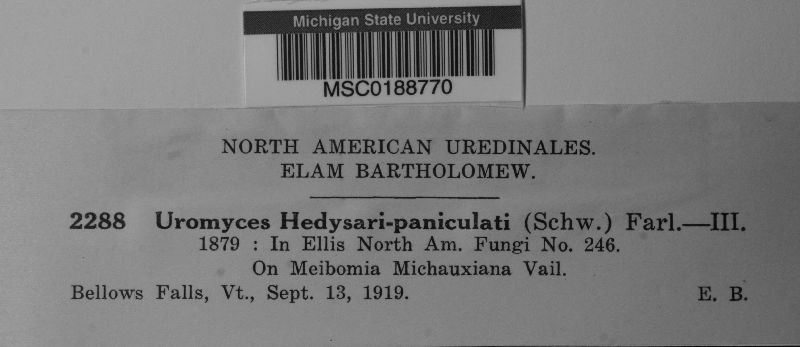 Michigan State University
MSC0188770
NORTH AMERICAN UREDINALES.
ELAM BARTHOLOMEW.
2288 Uromyces Hedysari-paniculati (Schw.) Farl.—III.
1879 : In Ellis North Am. Fungi No. 246.
On Meibomia Michauxiana Vail.
Bellows Falls, Vt., Sept. 13, 1919. E. B.